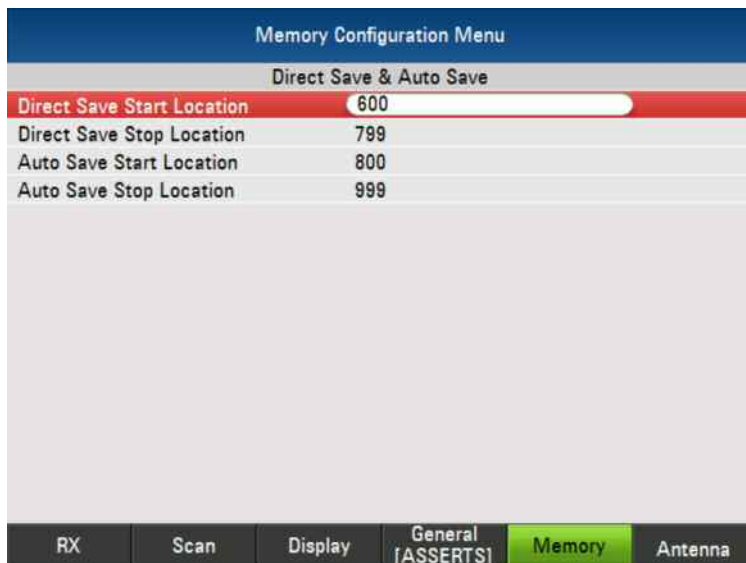 Memory Configuration Menu
Direct Save & Auto Save
Direct Save Start Location 600
Direct Save Stop Location 799
Auto Save Start Location 800
Auto Save Stop Location 999
RX Scan Display General [ASSERTS] Memory Antenna